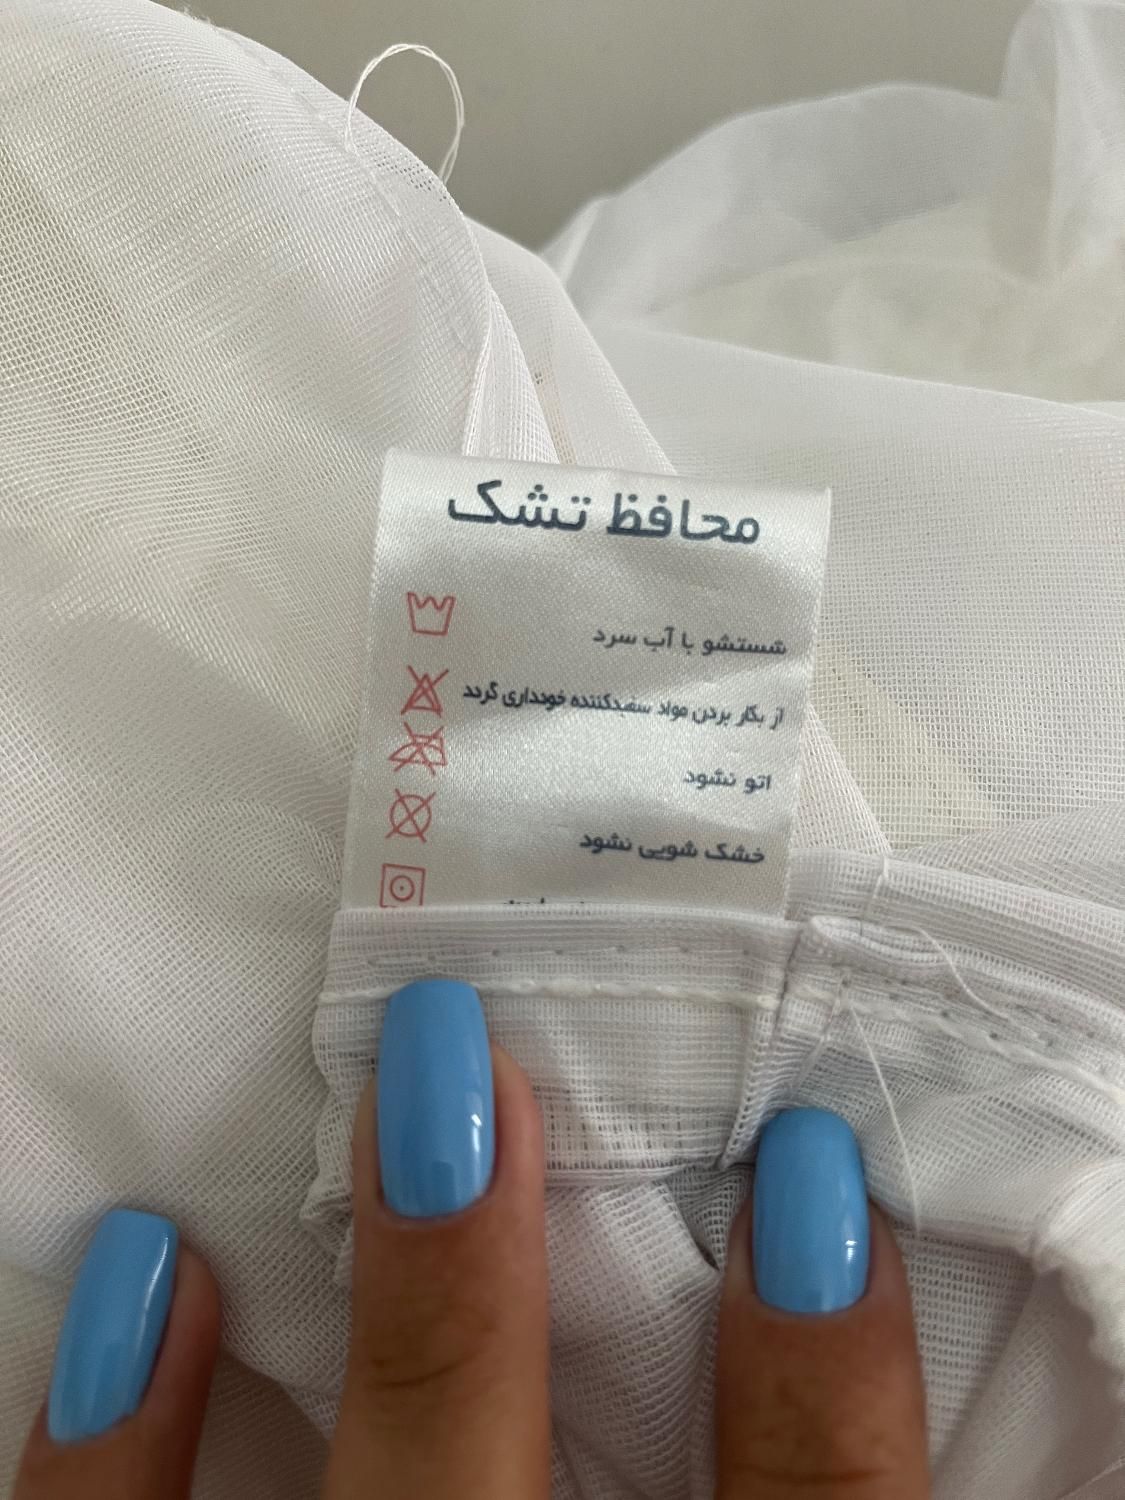 محافظ تشک
شستشو با آب سرد
از بکار بردن مواد سفیدکننده خودداری گردد
اتو نشود
خشک شویی نشود